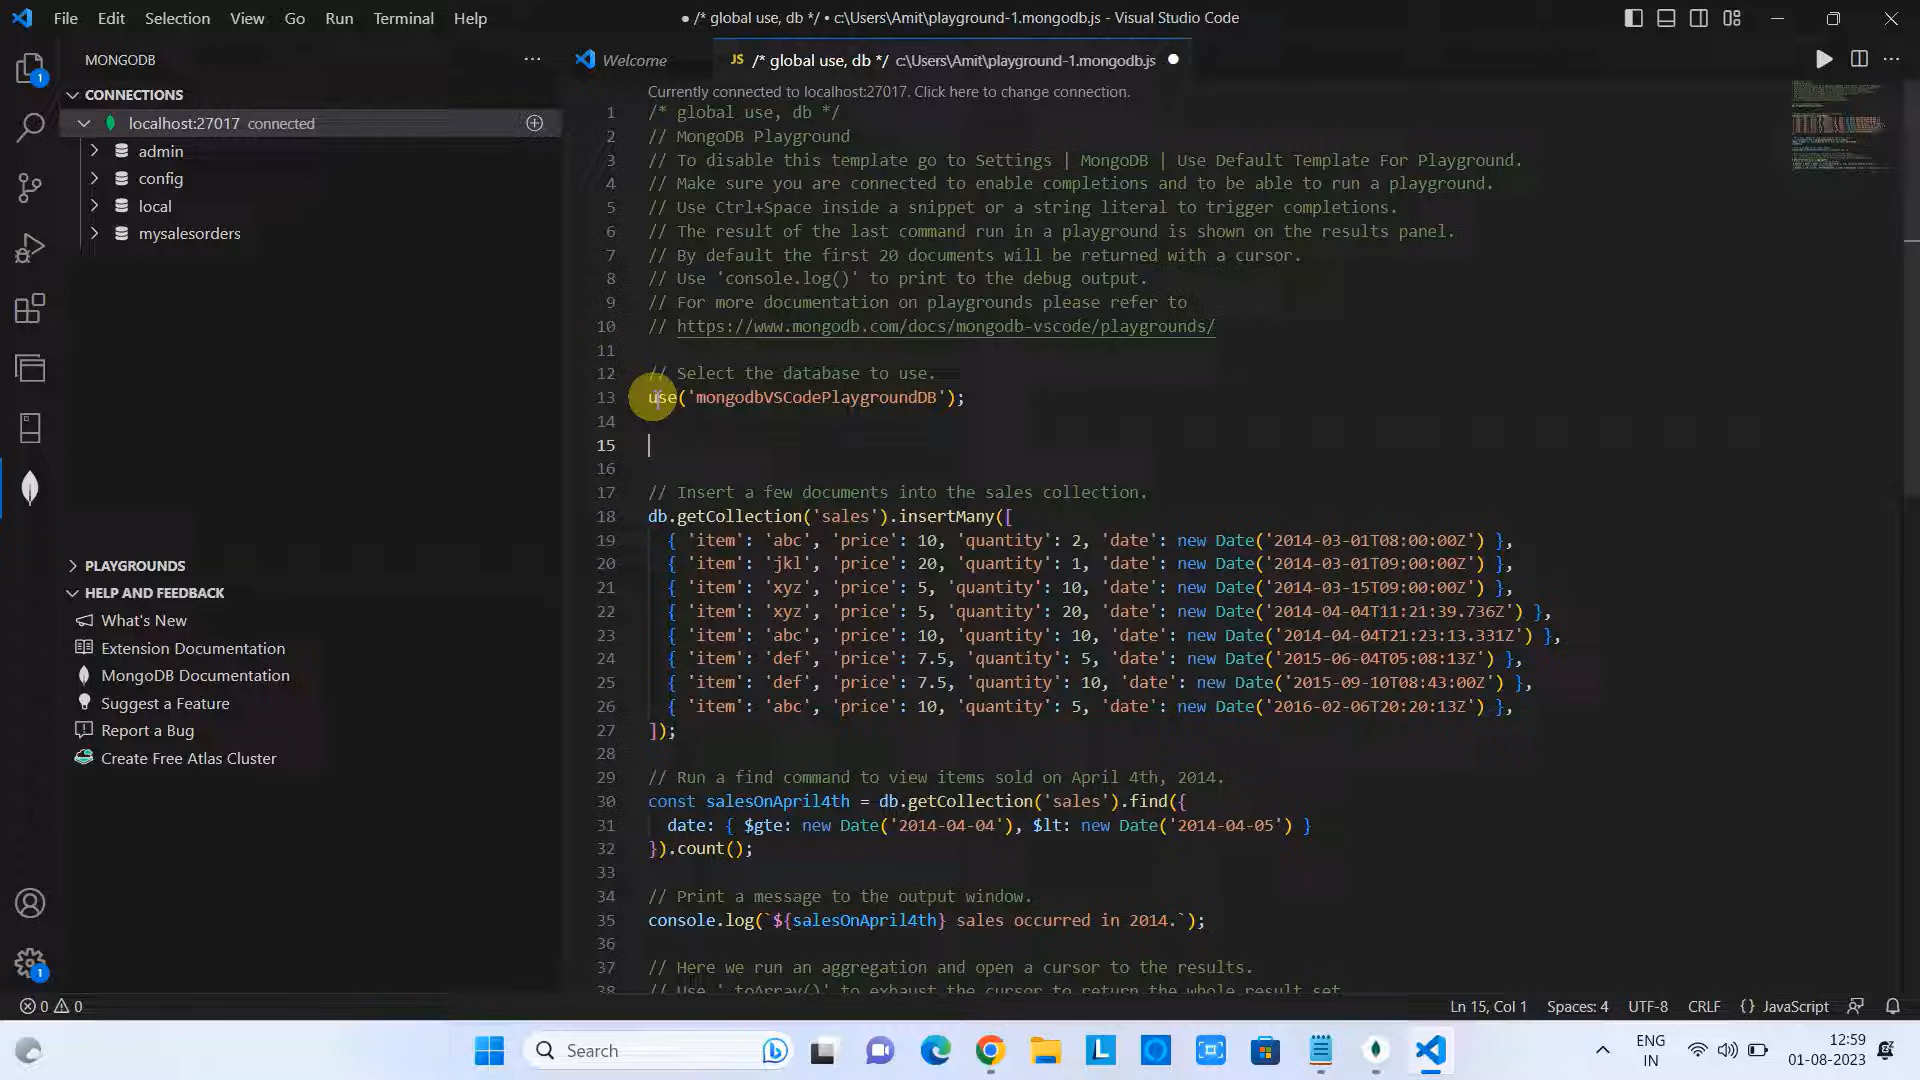 File Edit Selection View Go Run Terminal Help
● /* global use, db */ • c:\Users\Amit\playground-1.mongodb.js - Visual Studio Code
1
MONGODB
CONNECTIONS
localhost:27017 connected
admin
config
local
mysalesorders
PLAYGROUNDS
HELP AND FEEDBACK
What's New
Extension Documentation
MongoDB Documentation
Suggest a Feature
Report a Bug
Create Free Atlas Cluster
1
Welcome
JS /* global use, db */ c:\Users\Amit\playground-1.mongodb.js
Currently connected to localhost:27017. Click here to change connection.
1 /* global use, db */
2 // MongoDB Playground
3 // To disable this template go to Settings | MongoDB | Use Default Template For Playground.
4 // Make sure you are connected to enable completions and to be able to run a playground.
5 // Use Ctrl+Space inside a snippet or a string literal to trigger completions.
6 // The result of the last command run in a playground is shown on the results panel.
7 // By default the first 20 documents will be returned with a cursor.
8 // Use 'console.log()' to print to the debug output.
9 // For more documentation on playgrounds please refer to
10 // https://www.mongodb.com/docs/mongodb-vscode/playgrounds/
11
12 // Select the database to use.
13 use('mongodbVSCodePlaygroundDB');
14
15
16
17 // Insert a few documents into the sales collection.
18 db.getCollection('sales').insertMany([
19 { 'item': 'abc', 'price': 10, 'quantity': 2, 'date': new Date('2014-03-01T08:00:00Z') },
20 { 'item': 'jkl', 'price': 20, 'quantity': 1, 'date': new Date('2014-03-01T09:00:00Z') },
21 { 'item': 'xyz', 'price': 5, 'quantity': 10, 'date': new Date('2014-03-15T09:00:00Z') },
22 { 'item': 'xyz', 'price': 5, 'quantity': 20, 'date': new Date('2014-04-04T11:21:39.736Z') },
23 { 'item': 'abc', 'price': 10, 'quantity': 10, 'date': new Date('2014-04-04T21:23:13.331Z') },
24 { 'item': 'def', 'price': 7.5, 'quantity': 5, 'date': new Date('2015-06-04T05:08:13Z') },
25 { 'item': 'def', 'price': 7.5, 'quantity': 10, 'date': new Date('2015-09-10T08:43:00Z') },
26 { 'item': 'abc', 'price': 10, 'quantity': 5, 'date': new Date('2016-02-06T20:20:13Z') },
27 ]);
28
29 // Run a find command to view items sold on April 4th, 2014.
30 const salesOnApril4th = db.getCollection('sales').find({
31 date: { $gte: new Date('2014-04-04'), $lt: new Date('2014-04-05') }
32 }).count();
33
34 // Print a message to the output window.
35 console.log(`${salesOnApril4th} sales occurred in 2014.`);
36
37 // Here we run an aggregation and open a cursor to the results.
38 // Use '.toArray()' to exhaust the cursor to return the whole result set.
0 0
Ln 15, Col 1 Spaces: 4 UTF-8 CRLF {} JavaScript
Search
L
ENG
IN
12:59
01-08-2023